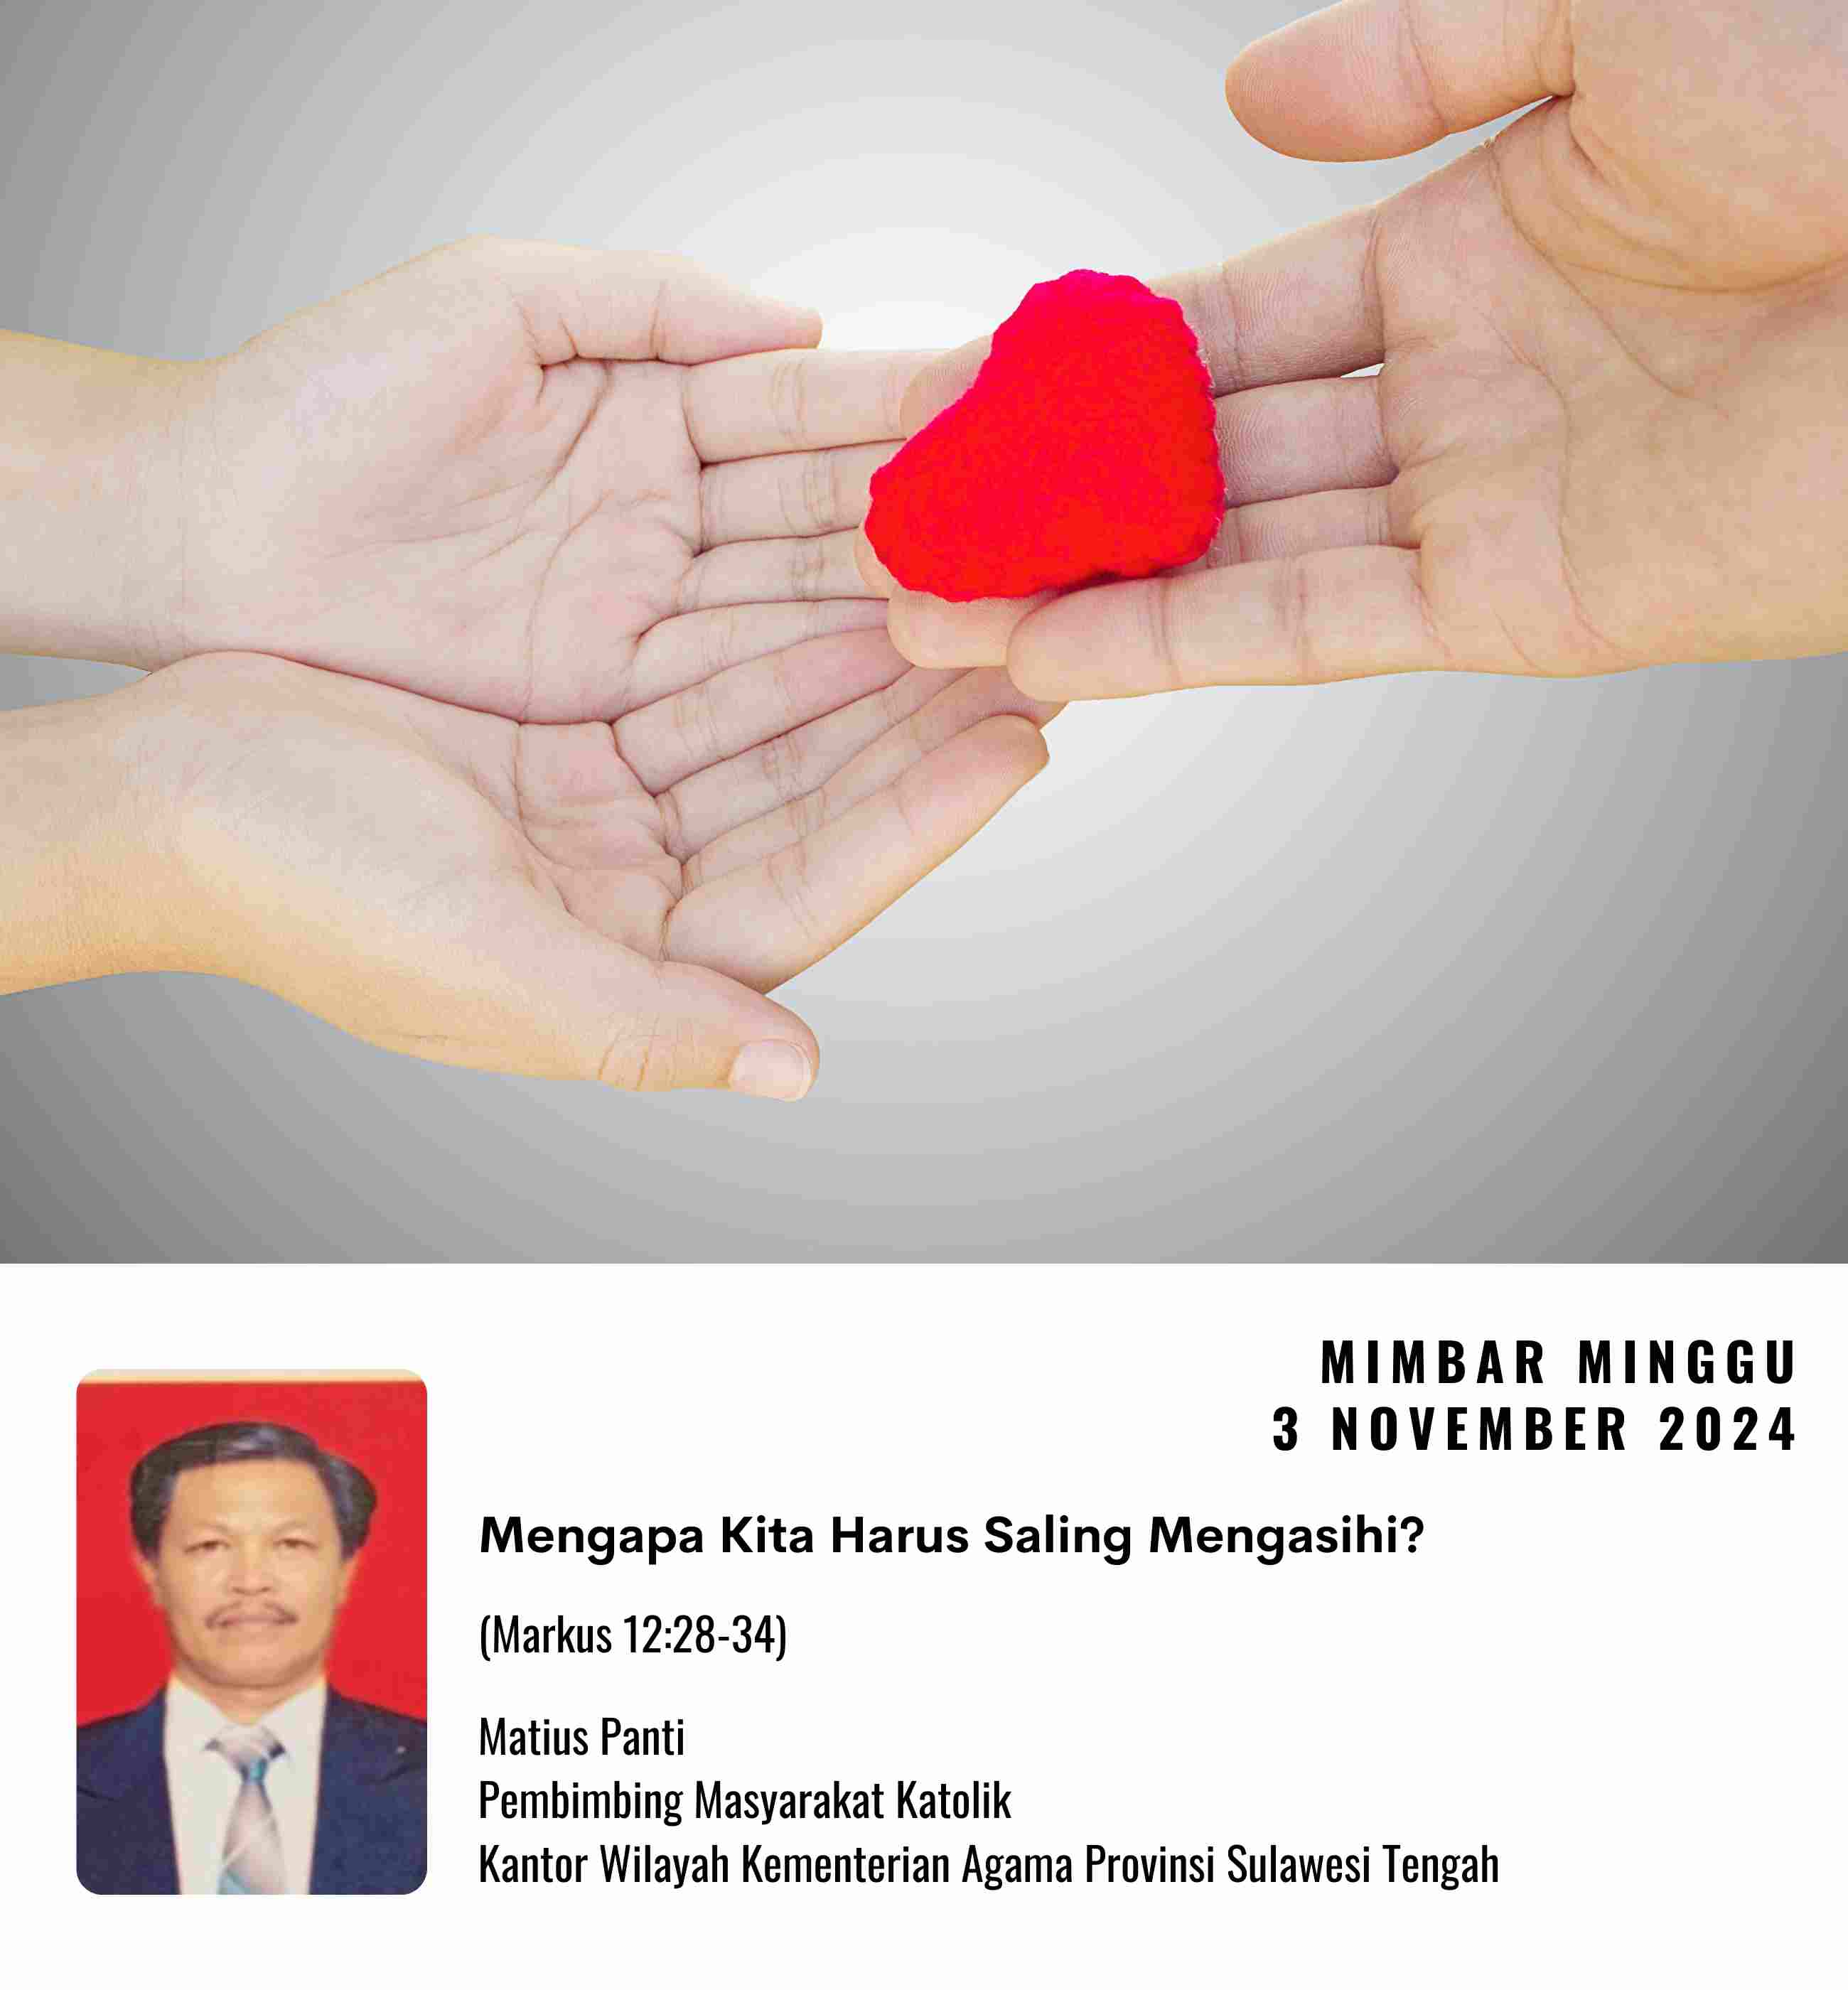 MIMBAR MINGGU
3 NOVEMBER 2024
Mengapa Kita Harus Saling Mengasihi?
(Markus 12:28-34)
Matius Panti
Pembimbing Masyarakat Katolik
Kantor Wilayah Kementerian Agama Provinsi Sulawesi Tengah